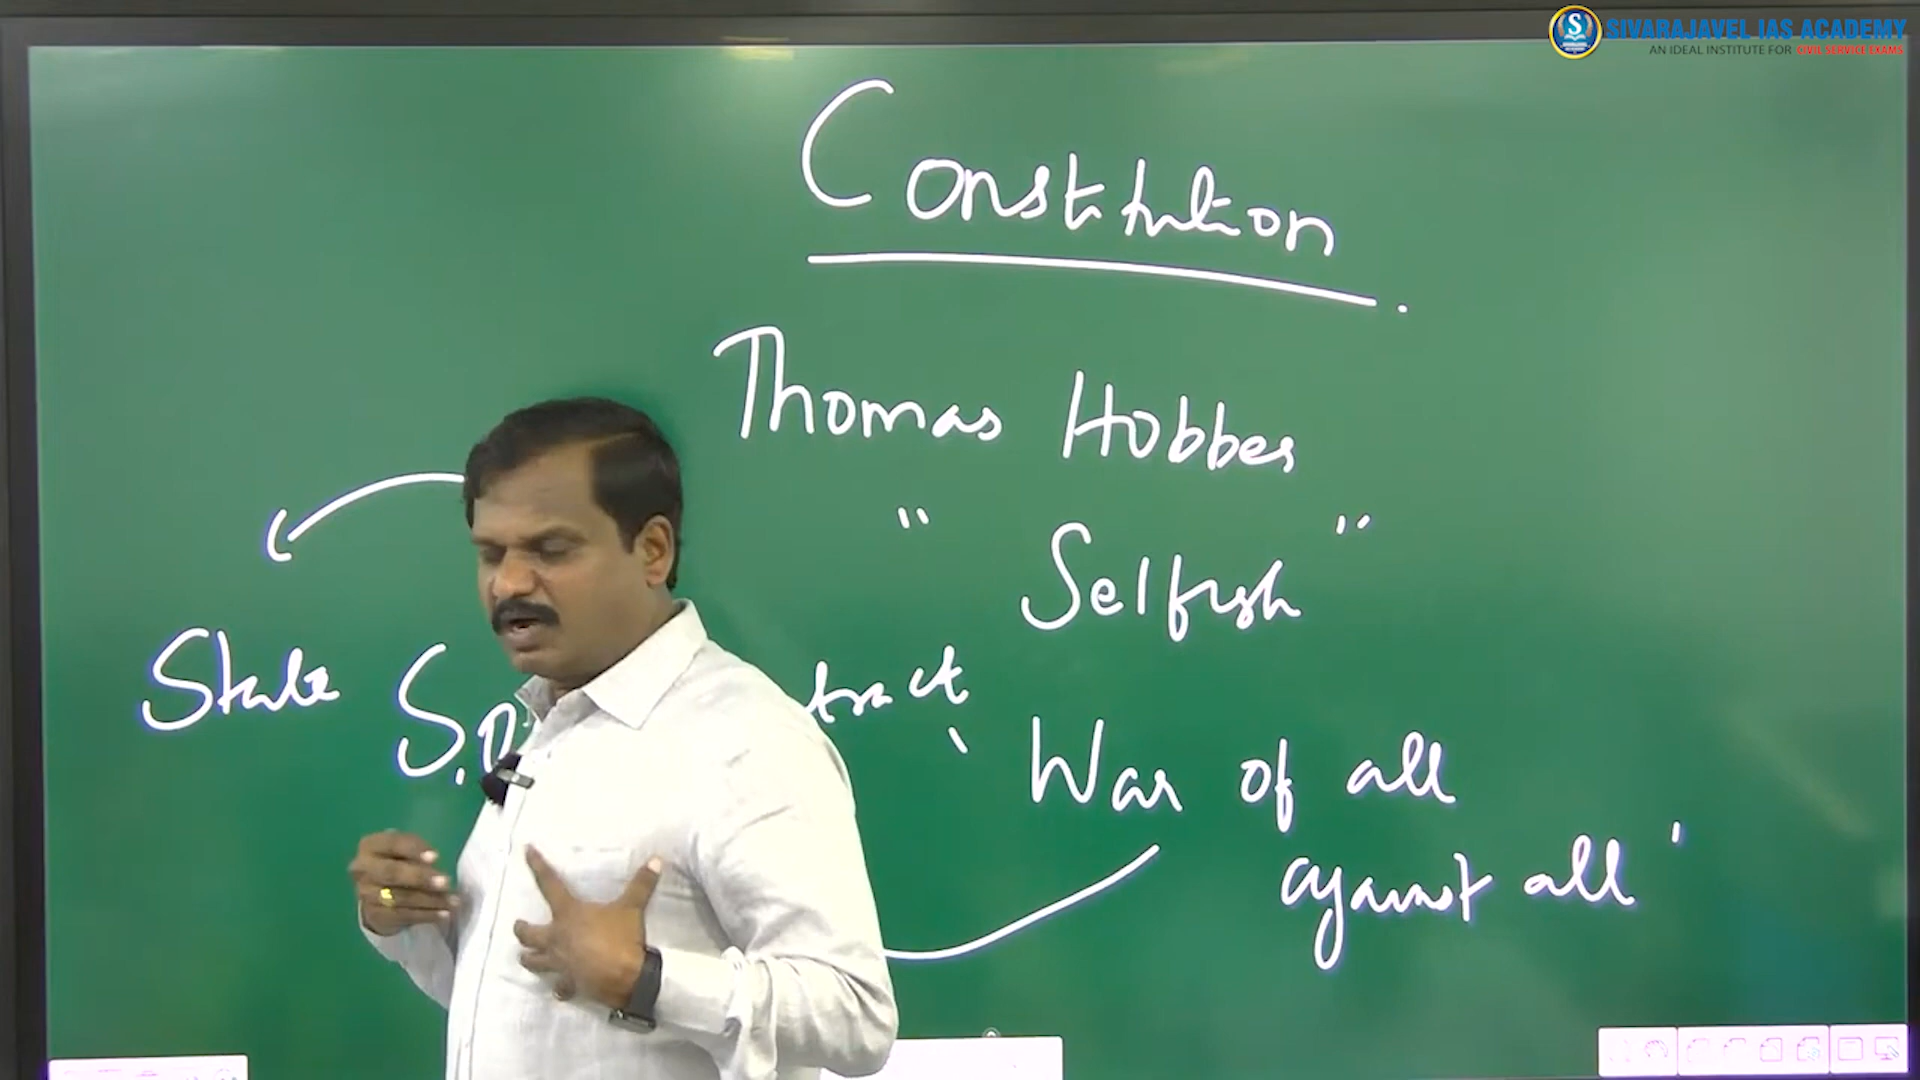 SIVARAJAVEL IAS ACADEMY
AN IDEAL INSTITUTE FOR CIVIL SERVICE EXAMS
Constitution
Thomas Hobbes
" Selfish "
State
' War of all
against all '